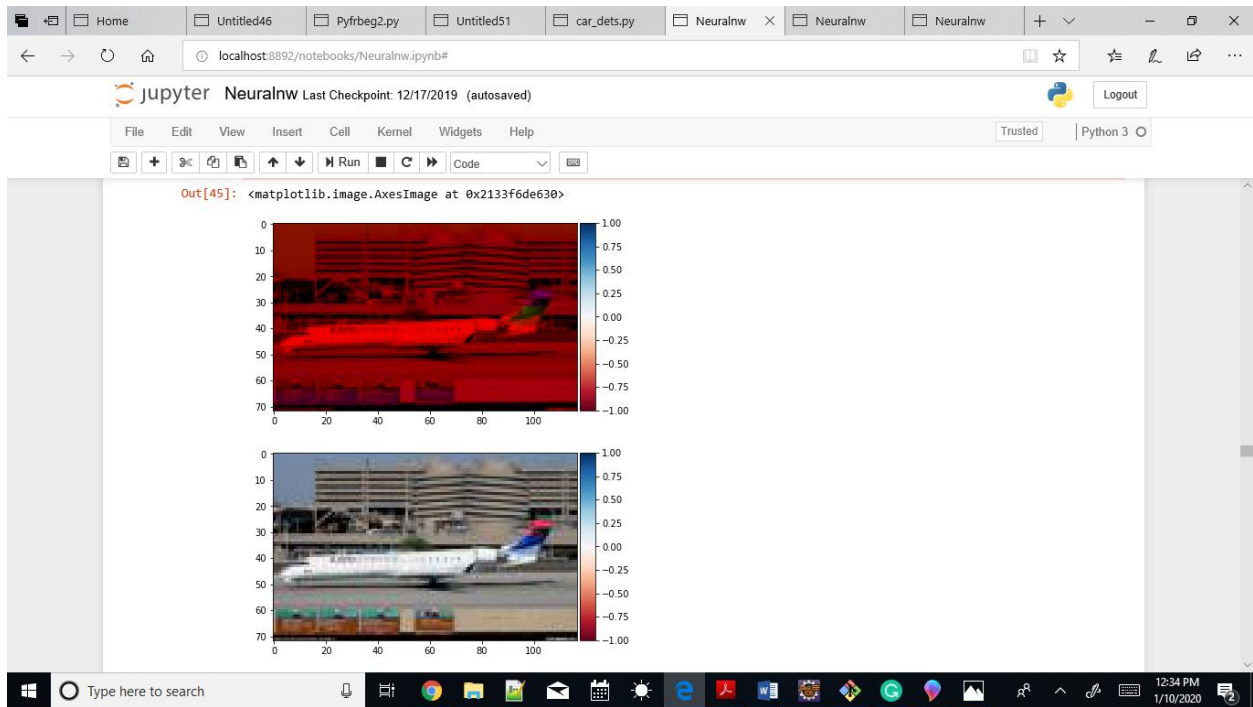 Home
Untitled46
Pyfrbeg2.py
Untitled51
car_dets.py
Neuralnw
Neuralnw
Neuralnw
localhost:8892/notebooks/Neuralnw.ipynb#
jupyter Neuralnw Last Checkpoint: 12/17/2019 (autosaved)
Logout
File Edit View Insert Cell Kernel Widgets Help
Trusted
Python 3
Run
Code
Out[45]: <matplotlib.image.AxesImage at 0x2133f6de630>
0
10
20
30
40
50
60
70
0 20 40 60 80 100
1.00
0.75
0.50
0.25
0.00
−0.25
−0.50
−0.75
−1.00
0
10
20
30
40
50
60
70
0 20 40 60 80 100
1.00
0.75
0.50
0.25
0.00
−0.25
−0.50
−0.75
−1.00
Type here to search
12:34 PM
1/10/2020
2